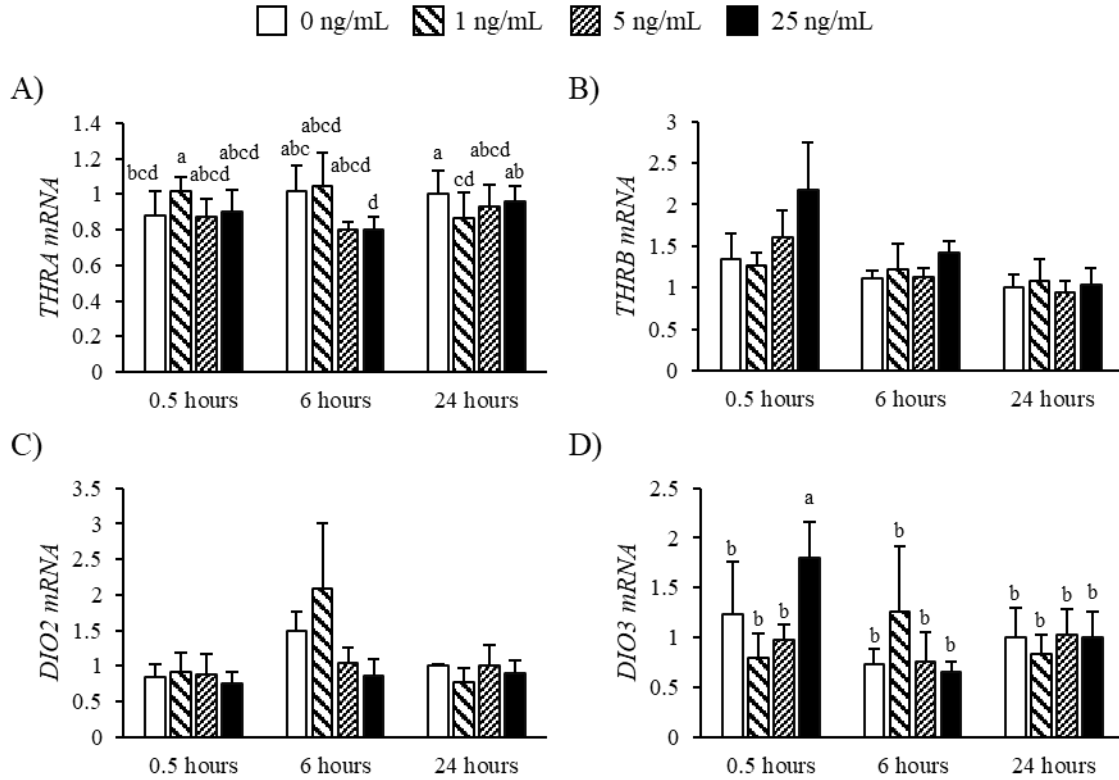 0 ng/mL 1 ng/mL 5 ng/mL 25 ng/mL
A)
THRA mRNA
1.4
1.2
1
0.8
0.6
0.4
0.2
0
bcd a abcd abcd
abc abcd abcd d
a cd abcd ab
0.5 hours 6 hours 24 hours
B)
THRB mRNA
3
2.5
2
1.5
1
0.5
0
0.5 hours 6 hours 24 hours
C)
DIO2 mRNA
3.5
3
2.5
2
1.5
1
0.5
0
0.5 hours 6 hours 24 hours
D)
DIO3 mRNA
2.5
2
1.5
1
0.5
0
b b b a
b b b b
b b b b
0.5 hours 6 hours 24 hours